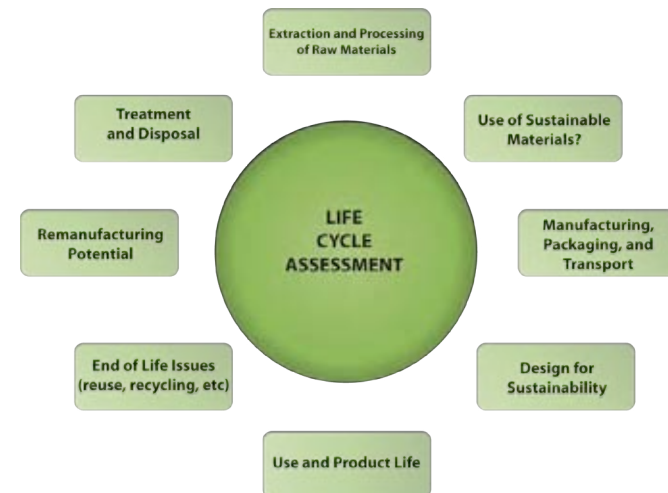 Extraction and Processing
of Raw Materials
Treatment
and Disposal
Use of Sustainable
Materials?
LIFE
CYCLE
ASSESSMENT
Remanufacturing
Potential
Manufacturing,
Packaging, and
Transport
End of Life Issues
(reuse, recycling, etc)
Design for
Sustainability
Use and Product Life